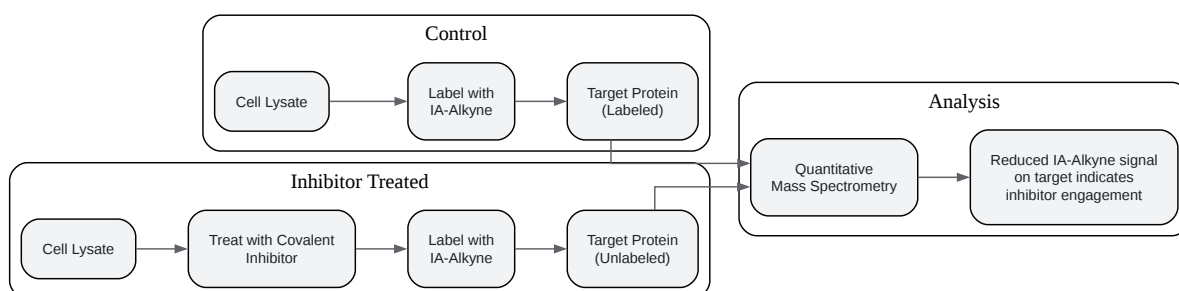 Control
Cell Lysate
Label with
IA-Alkyne
Target Protein
(Labeled)
Inhibitor Treated
Cell Lysate
Treat with Covalent
Inhibitor
Label with
IA-Alkyne
Target Protein
(Unlabeled)
Analysis
Quantitative
Mass Spectrometry
Reduced IA-Alkyne signal
on target indicates
inhibitor engagement